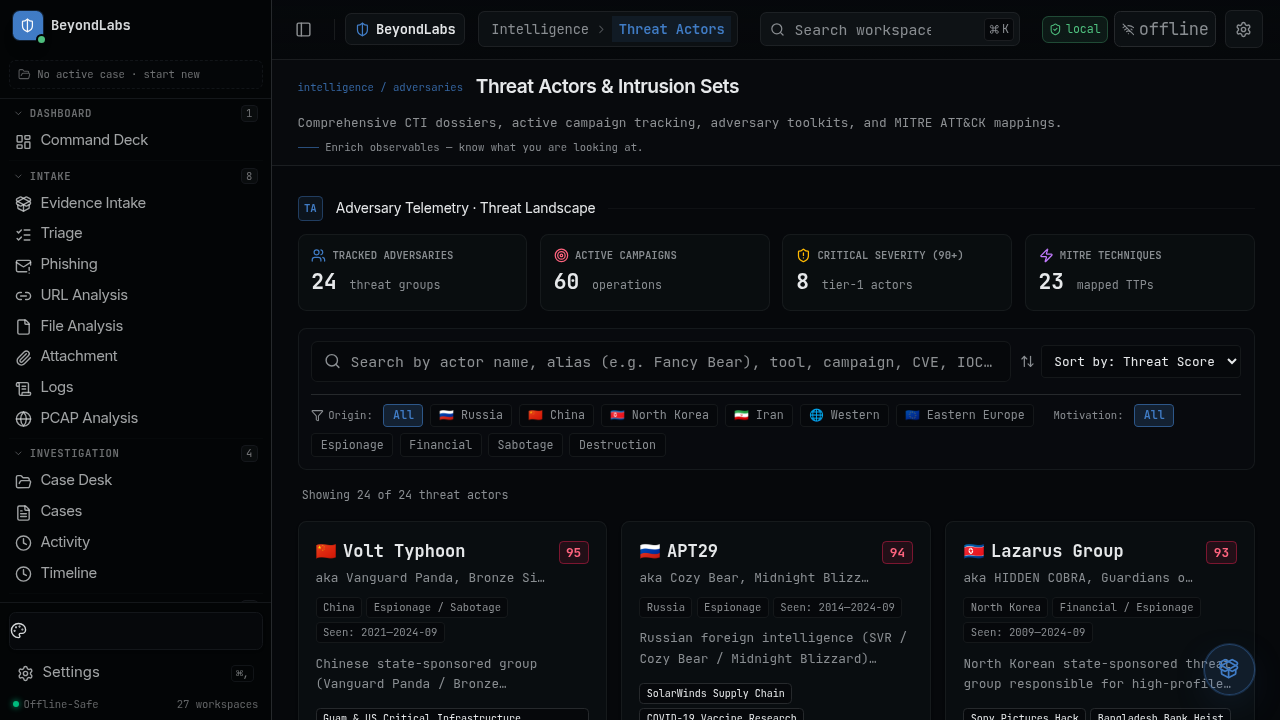 BeyondLabs
No active case · start new
DASHBOARD 1
Command Deck
INTAKE 8
Evidence Intake
Triage
Phishing
URL Analysis
File Analysis
Attachment
Logs
PCAP Analysis
INVESTIGATION 4
Case Desk
Cases
Activity
Timeline
Settings ⌘,
Offline-Safe 27 workspaces
BeyondLabs
Intelligence > Threat Actors
Search workspace
⌘K
local
offline
intelligence / adversaries Threat Actors & Intrusion Sets
Comprehensive CTI dossiers, active campaign tracking, adversary toolkits, and MITRE ATT&CK mappings.
Enrich observables — know what you are looking at.
TA Adversary Telemetry · Threat Landscape
TRACKED ADVERSARIES
24 threat groups
ACTIVE CAMPAIGNS
60 operations
CRITICAL SEVERITY (90+)
8 tier-1 actors
MITRE TECHNIQUES
23 mapped TTPs
Search by actor name, alias (e.g. Fancy Bear), tool, campaign, CVE, IOC…
Sort by: Threat Score
Origin: All 🇷🇺 Russia 🇨🇳 China 🇰🇵 North Korea 🇮🇷 Iran 🌐 Western 🇪🇺 Eastern Europe Motivation: All
Espionage Financial Sabotage Destruction
Showing 24 of 24 threat actors
🇨🇳 Volt Typhoon 95
aka Vanguard Panda, Bronze Si…
China Espionage / Sabotage
Seen: 2021—2024-09
Chinese state-sponsored group
(Vanguard Panda / Bronze…
Guam & US Critical Infrastructure
🇷🇺 APT29 94
aka Cozy Bear, Midnight Blizz…
Russia Espionage Seen: 2014—2024-09
Russian foreign intelligence (SVR /
Cozy Bear / Midnight Blizzard)…
SolarWinds Supply Chain
COVID-19 Vaccine Research
🇰🇵 Lazarus Group 93
aka HIDDEN COBRA, Guardians o…
North Korea Financial / Espionage
Seen: 2009—2024-09
North Korean state-sponsored threat
group responsible for high-profile…
Sony Pictures Hack Bangladesh Bank Heist